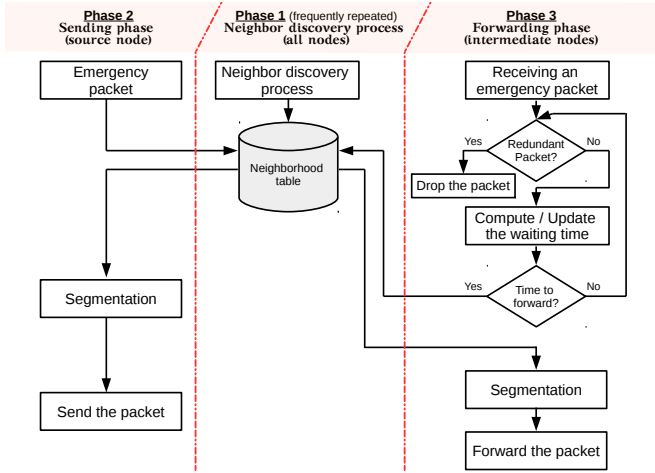 Phase 2
Sending phase
(source node)
Phase 1 (frequently repeated)
Neighbor discovery process
(all nodes)
Phase 3
Forwarding phase
(intermediate nodes)
Emergency
packet
Segmentation
Send the packet
Neighbor discovery
process
Neighborhood
table
Receiving an
emergency packet
Redundant
Packet?
Yes
No
Drop the packet
Compute / Update
the waiting time
Time to
forward?
Yes
No
Segmentation
Forward the packet